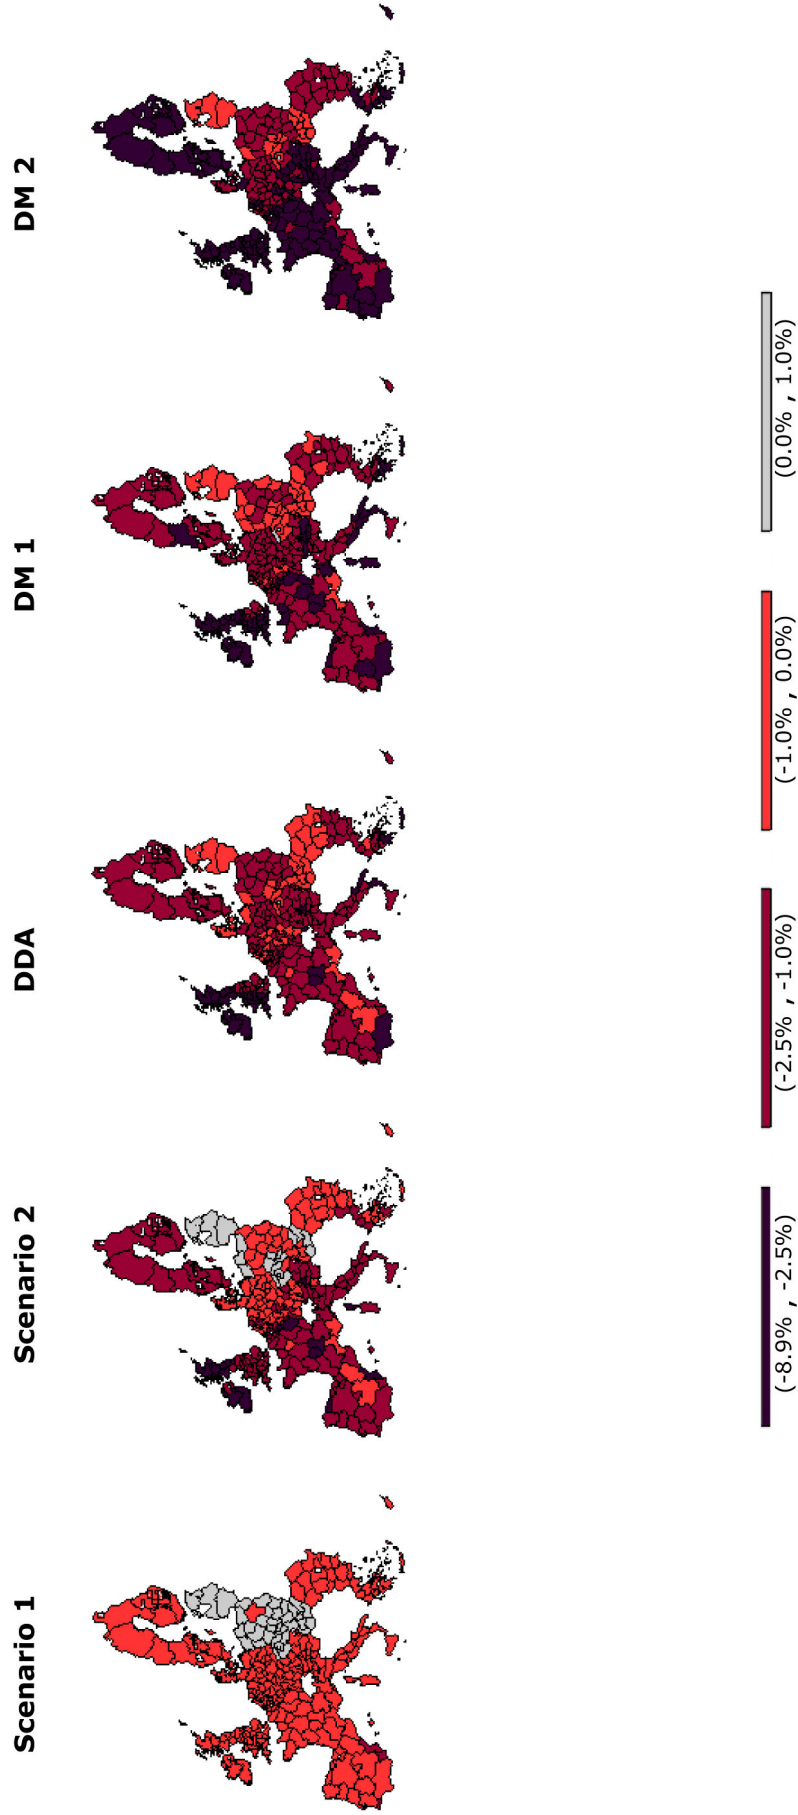 Scenario 1
Scenario 2
DDA
DM 1
DM 2
(-8.9% , -2.5%)
(-2.5% , -1.0%)
(-1.0% , 0.0%)
(0.0% , 1.0%)